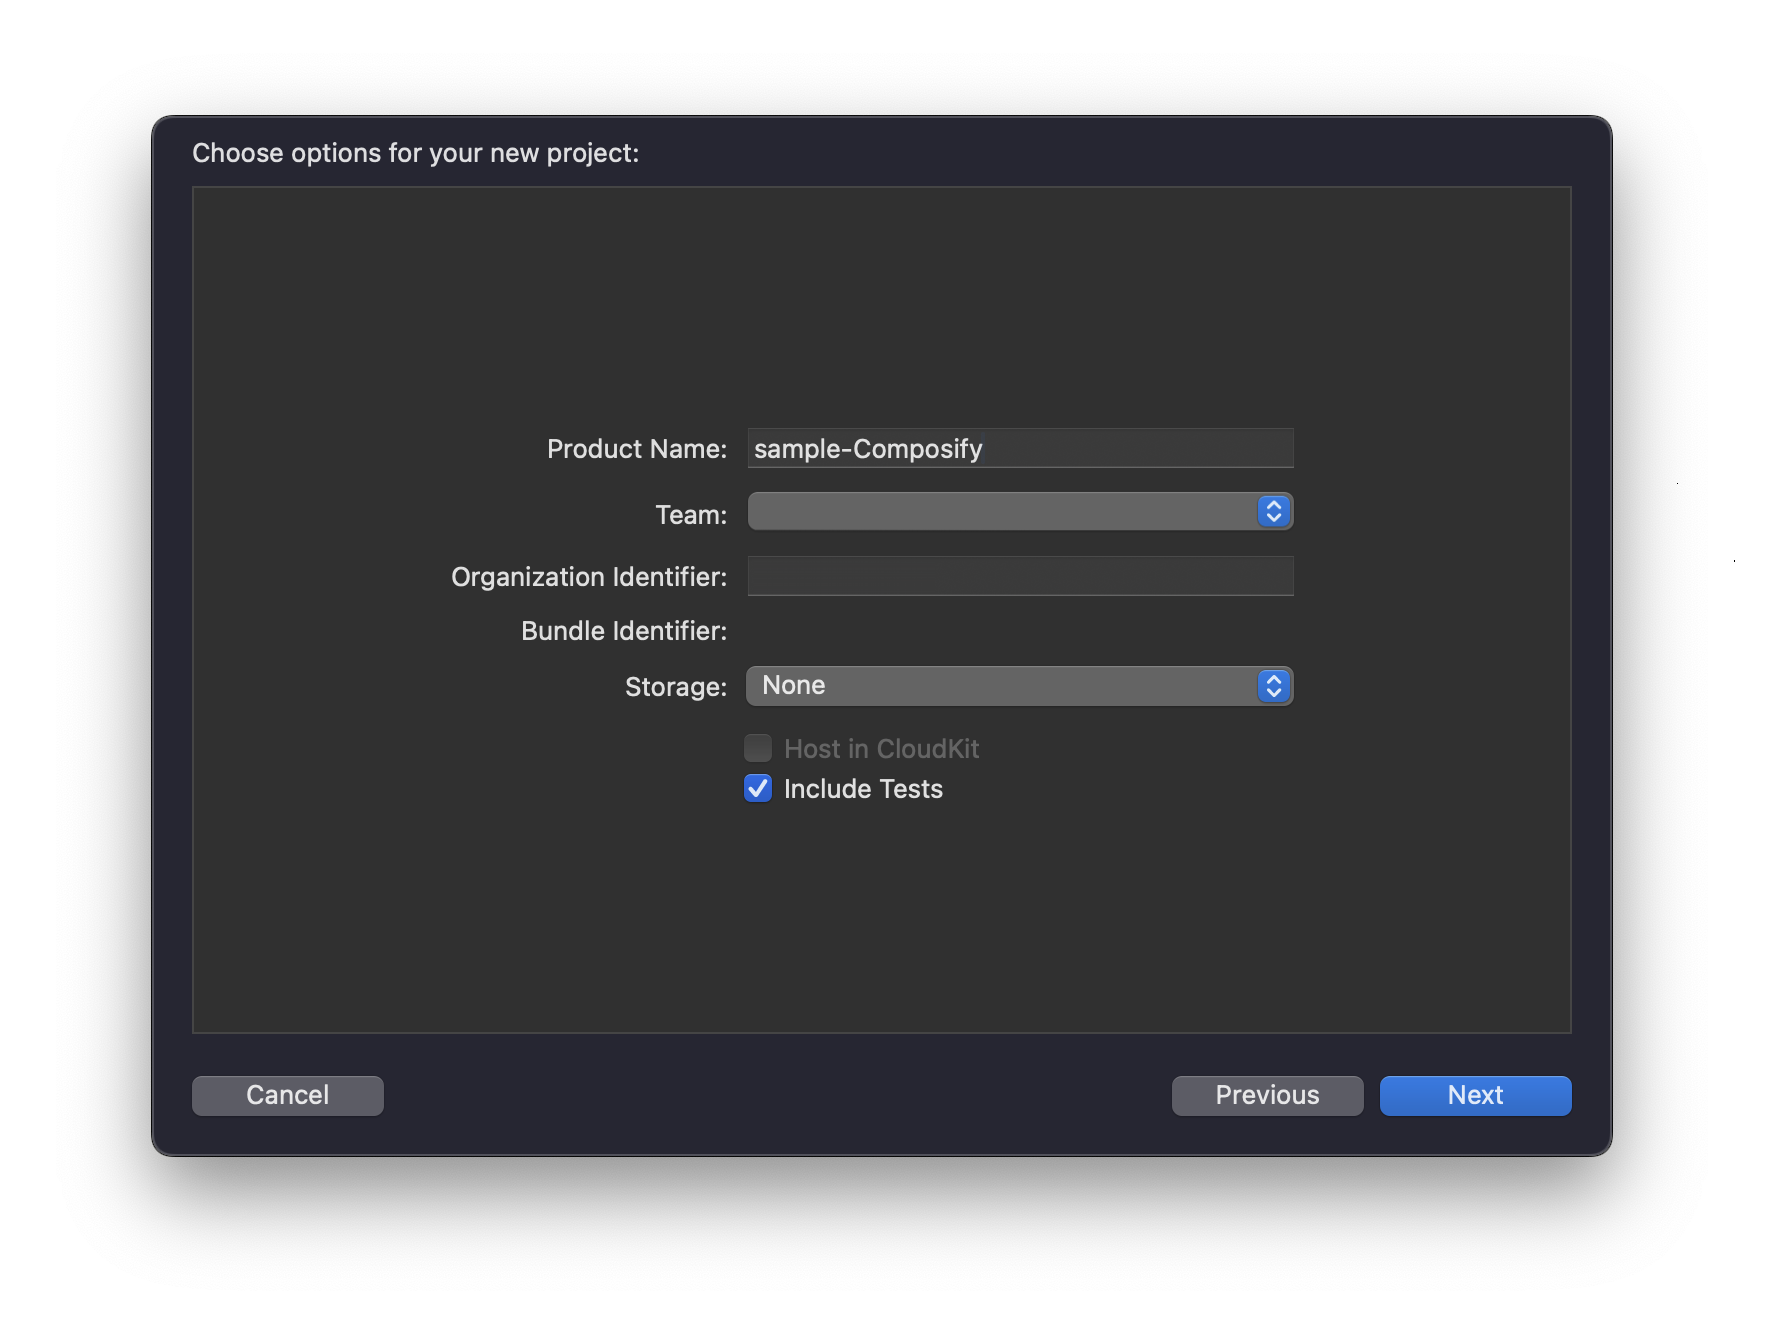 Choose options for your new project:
Product Name: sample-Composify
Team:
Organization Identifier:
Bundle Identifier:
Storage: None
Host in CloudKit
Include Tests
Cancel Previous Next